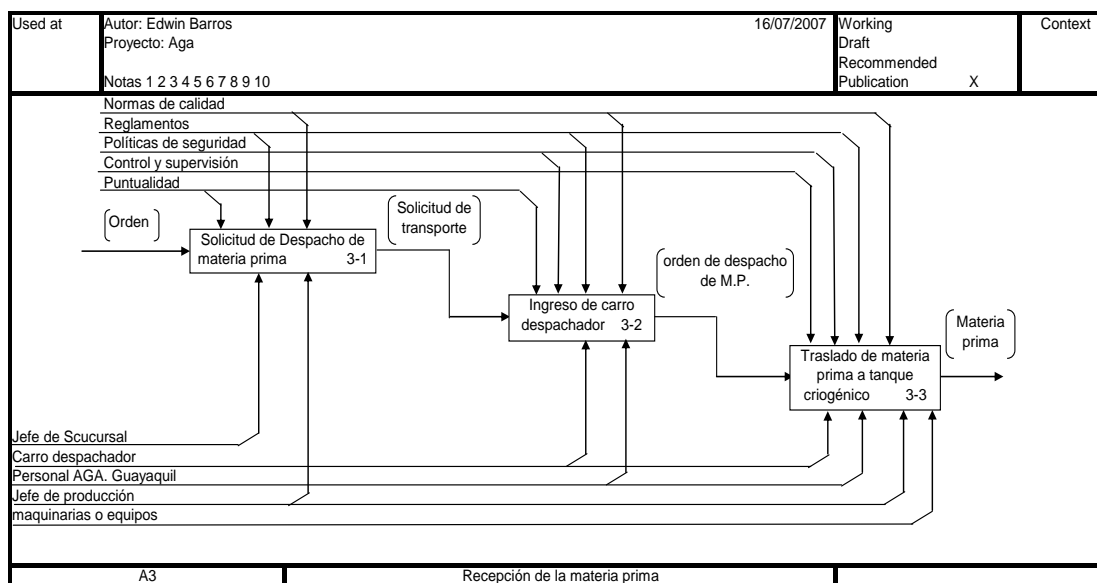 Used at
Autor: Edwin Barros
16/07/2007
Working
Context
Proyecto: Aga
Draft
Recommended
Notas 1 2 3 4 5 6 7 8 9 10
Publication X
Normas de calidad
Reglamentos
Políticas de seguridad
Control y supervisión
Puntualidad
Orden
Solicitud de
transporte
Solicitud de Despacho de
materia prima 3-1
orden de despacho
de M.P.
Ingreso de carro
despachador 3-2
Materia
prima
Traslado de materia
prima a tanque
criogénico 3-3
Jefe de Scucursal
Carro despachador
Personal AGA. Guayaquil
Jefe de producción
maquinarias o equipos
A3
Recepción de la materia prima